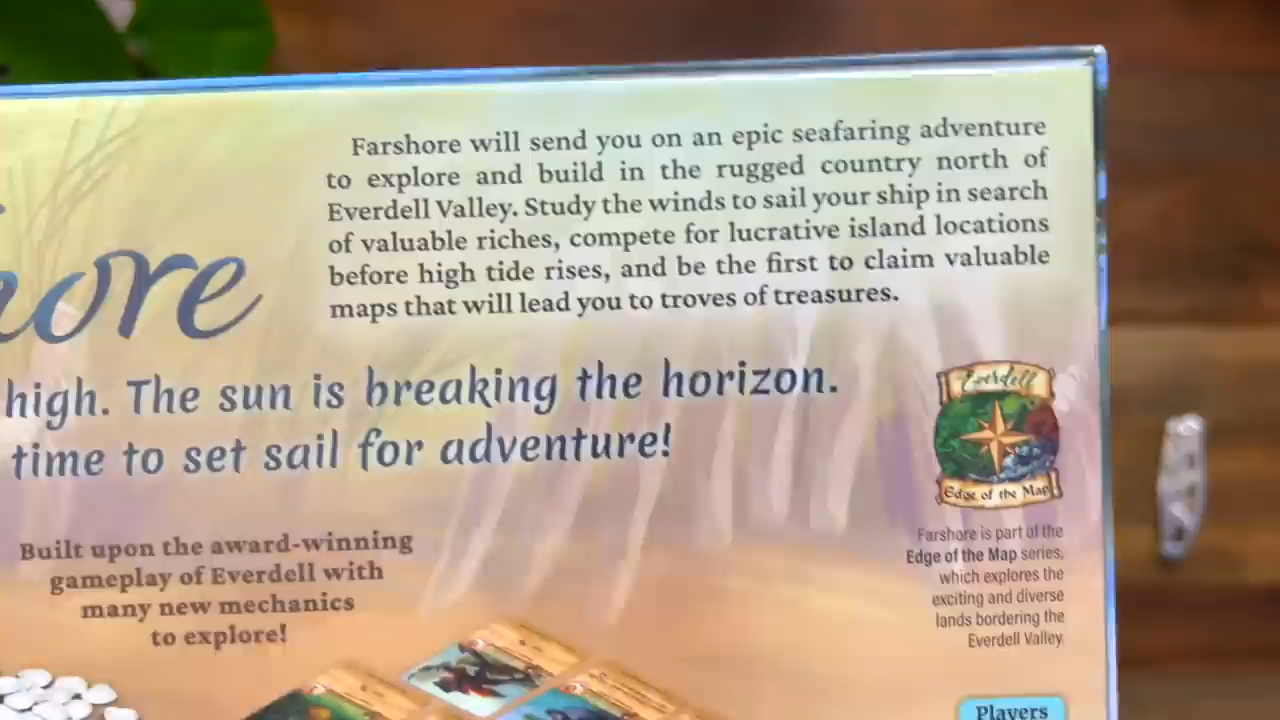 Farshore will send you on an epic seafaring adventure
to explore and build in the rugged country north of
Everdell Valley. Study the winds to sail your ship in search
of valuable riches, compete for lucrative island locations
before high tide rises, and be the first to claim valuable
maps that will lead you to troves of treasures.
ore
high. The sun is breaking the horizon.
time to set sail for adventure!
Everdell
Edge of the Map
Farshore is part of the
Edge of the Map series,
which explores the
exciting and diverse
lands bordering the
Everdell Valley
Built upon the award-winning
gameplay of Everdell with
many new mechanics
to explore!
Players